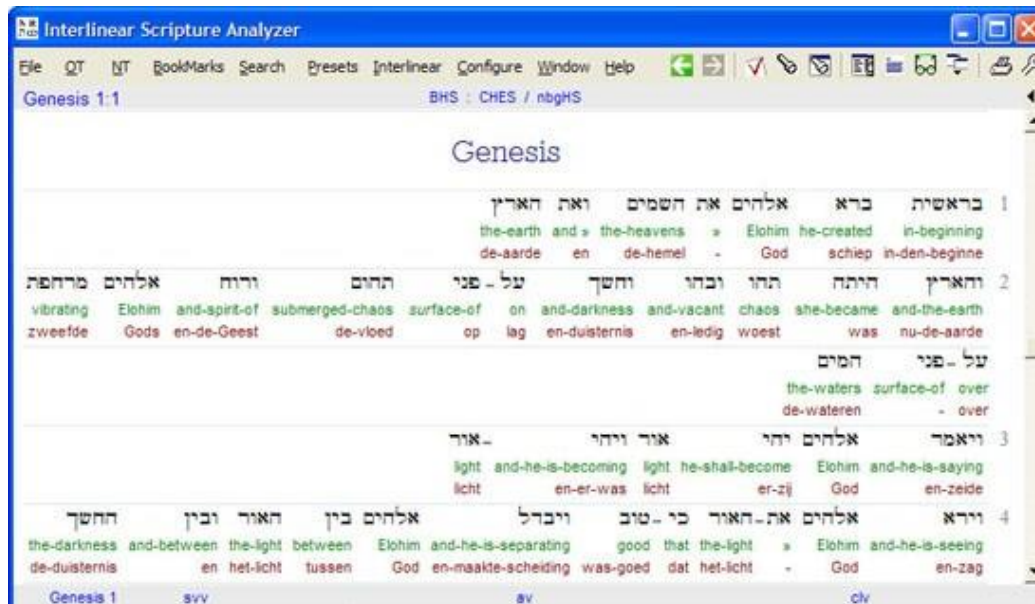 Interlinear Scripture Analyzer
File OT NT BookMarks Search Presets Interlinear Configure Window Help
Genesis 1:1 BHS : CHES / nbgHS
Genesis
1 בראשית ברא אלהים את השמים ואת הארץ
the-earth and » the-heavens » Elohim he-created in-beginning
de-aarde en de-hemel - God schiep in-den-beginne
2 והארץ היתה תהו ובהו וחשך על - פני תהום ורוח אלהים מרחפת
vibrating Elohim and-spirit-of submerged-chaos surface-of on and-darkness and-vacant chaos she-became and-the-earth
zweefde Gods en-de-Geest de-vloed op lag en-duisternis en-ledig woest was nu-de-aarde
על -פני המים
the-waters surface-of over
de-wateren - over
3 ויאמר אלהים יהי אור ויהי -אור
light and-he-is-becoming light he-shall-become Elohim and-he-is-saying
licht en-er-was licht er-zij God en-zeide
4 וירא אלהים את-האור כי -טוב ויבדל אלהים בין האור ובין החשך
the-darkness and-between the-light between Elohim and-he-is-separating good that the-light » Elohim and-he-is-seeing
de-duisternis en het-licht tussen God en-maakte-scheiding was-goed dat het-licht - God en-zag
Genesis 1 svv av clv